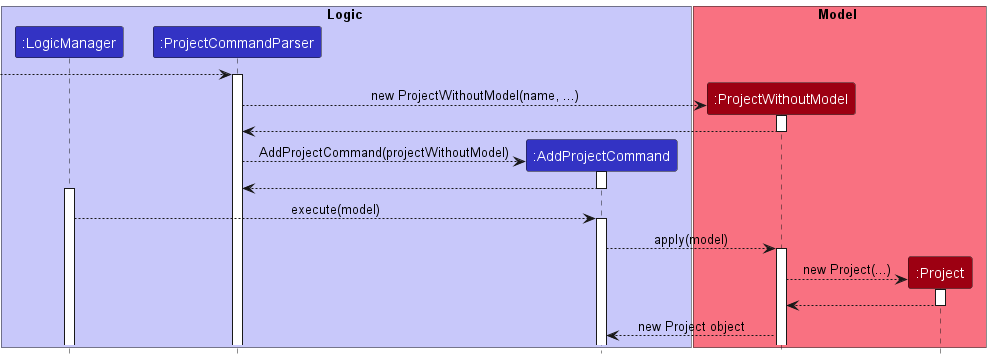 Logic
Model
:LogicManager
:ProjectCommandParser
new ProjectWithoutModel(name, ...)
:ProjectWithoutModel
AddProjectCommand(projectWithoutModel)
:AddProjectCommand
execute(model)
apply(model)
new Project(...)
:Project
new Project object